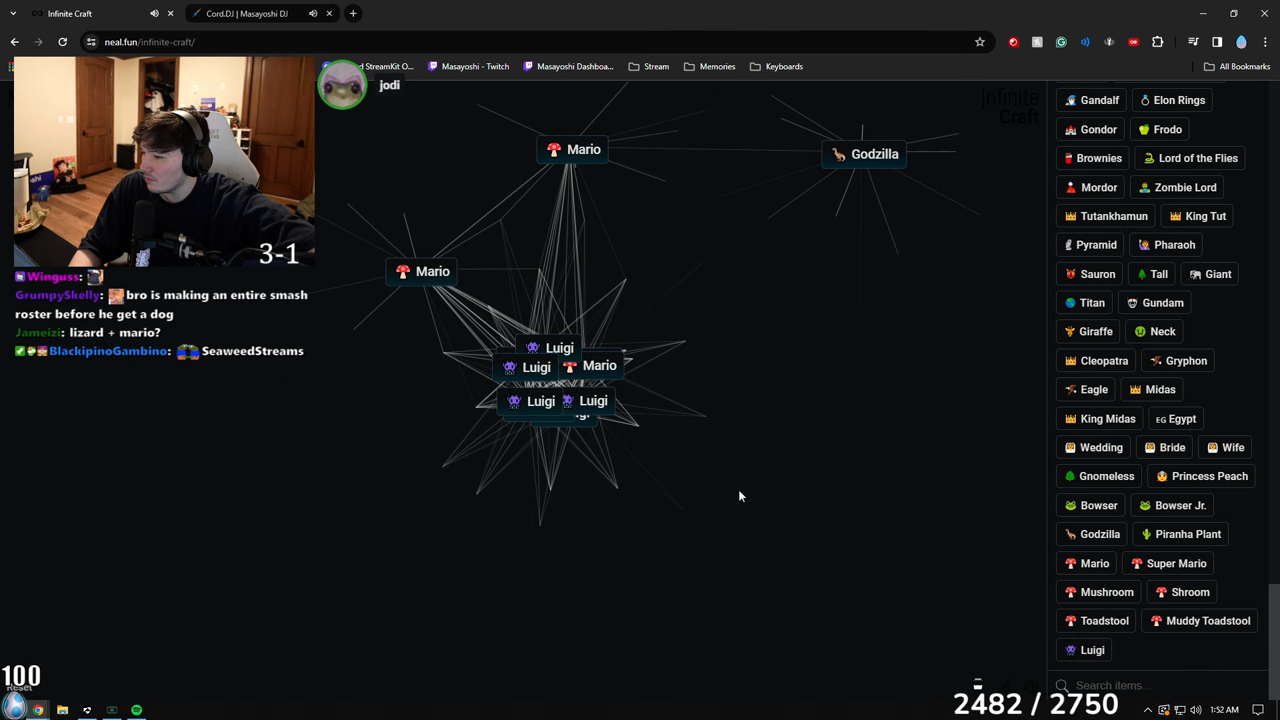 Infinite Craft
Cord.DJ | Masayoshi DJ
neal.fun/infinite-craft/
d StreamKit O...
Masayoshi - Twitch
Masayoshi Dashboa...
Stream
Memories
Keyboards
All Bookmarks
jodi
3-1
Winguss:
GrumpySkelly: bro is making an entire smash
roster before he get a dog
Jameizi: lizard + mario?
BlackipinoGambino: SeaweedStreams
Infinite
Craft
Mario
Godzilla
Mario
Luigi
Luigi
Mario
Luigi
Luigi
Gandalf
Elon Rings
Gondor
Frodo
Brownies
Lord of the Flies
Mordor
Zombie Lord
Tutankhamun
King Tut
Pyramid
Pharaoh
Sauron
Tall
Giant
Titan
Gundam
Giraffe
Neck
Cleopatra
Gryphon
Eagle
Midas
King Midas
EG Egypt
Wedding
Bride
Wife
Gnomeless
Princess Peach
Bowser
Bowser Jr.
Godzilla
Piranha Plant
Mario
Super Mario
Mushroom
Shroom
Toadstool
Muddy Toadstool
Luigi
Search items...
100
Reset
2482 / 2750
1:52 AM